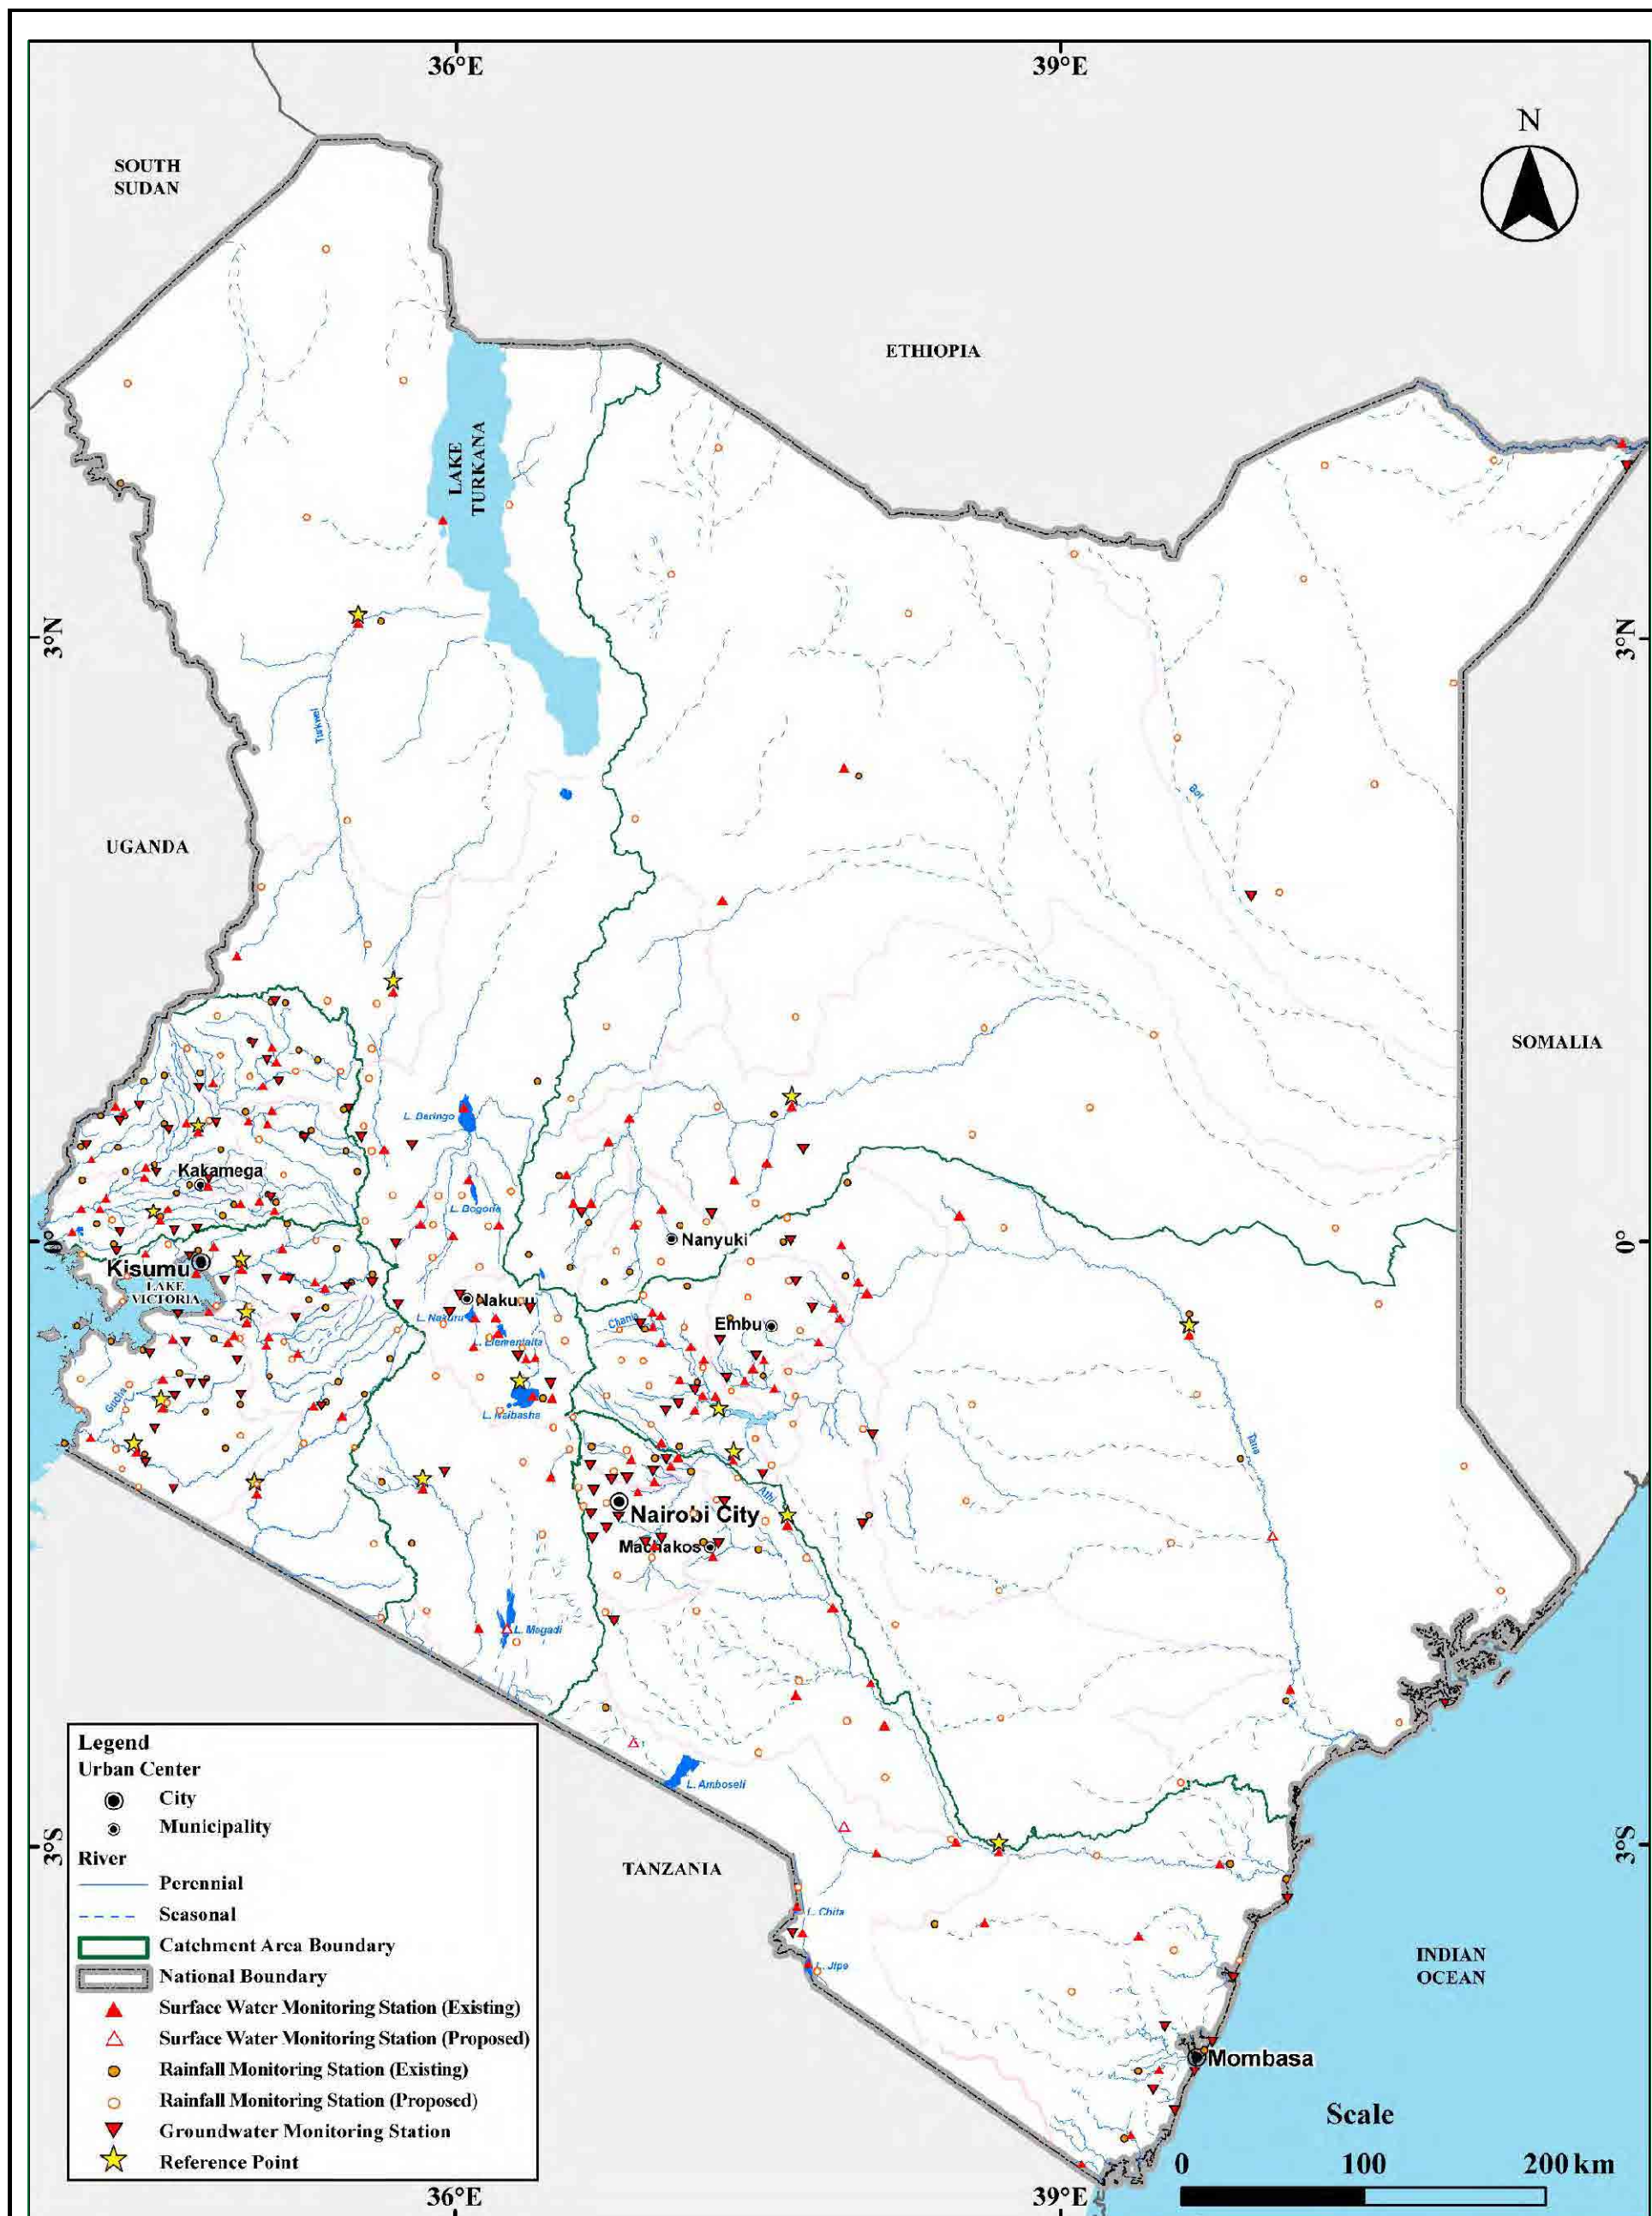 36°E
39°E
N
SOUTH
SUDAN
ETHIOPIA
LAKE
TURKANA
3°N
3°N
Turkwel
Bor
UGANDA
SOMALIA
L. Baringo
Kakamega
L. Bogoria
Nanyuki
0°
0°
Kisumu
LAKE
VICTORIA
Nakuru
L. Nakuru
Chania
Embu
L. Elementaita
Gucha
L. Naibasha
Tana
Athi
Nairobi City
Machakos
L. Magadi
L. Amboseli
3°S
3°S
TANZANIA
L. Chita
L. Jipe
INDIAN
OCEAN
Mombasa
Legend
Urban Center
City
Municipality
River
Perennial
Seasonal
Catchment Area Boundary
National Boundary
Surface Water Monitoring Station (Existing)
Surface Water Monitoring Station (Proposed)
Rainfall Monitoring Station (Existing)
Rainfall Monitoring Station (Proposed)
Groundwater Monitoring Station
Reference Point
Scale
0 100 200 km
36°E
39°E